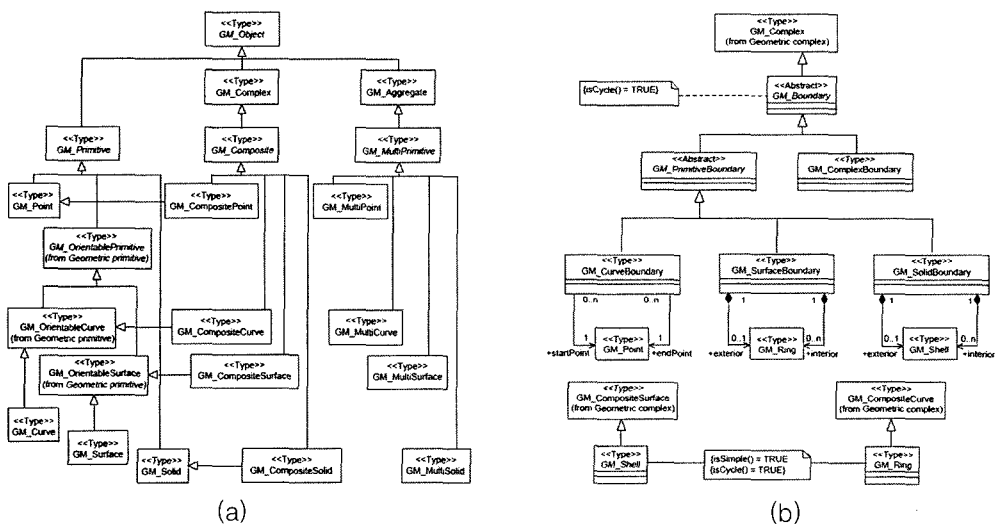 <<Type>>
GM_Object
<<Type>>
GM_Complex
<<Type>>
GM_Aggregate
<<Type>>
GM_Primitive
<<Type>>
GM_Composite
<<Type>>
GM_MultiPrimitive
<<Type>>
GM_Point
<<Type>>
GM_CompositePoint
<<Type>>
GM_MultiPoint
<<Type>>
GM_OrientablePrimitive
(from Geometric primitive)
<<Type>>
GM_OrientableCurve
(from Geometric primitive)
<<Type>>
GM_CompositeCurve
<<Type>>
GM_MultiCurve
<<Type>>
GM_OrientableSurface
(from Geometric primitive)
<<Type>>
GM_CompositeSurface
<<Type>>
GM_MultiSurface
<<Type>>
GM_Curve
<<Type>>
GM_Surface
<<Type>>
GM_Solid
<<Type>>
GM_CompositeSolid
<<Type>>
GM_MultiSolid
(a)
<<Type>>
GM_Complex
(from Geometric complex)
{isCycle() = TRUE}
<<Abstract>>
GM_Boundary
<<Abstract>>
GM_PrimitiveBoundary
<<Type>>
GM_ComplexBoundary
<<Type>>
GM_CurveBoundary
<<Type>>
GM_SurfaceBoundary
<<Type>>
GM_SolidBoundary
0..n
0..n
1
1
1
1
1
+startPoint
<<Type>>
GM_Point
1
+endPoint
0..1
+exterior
<<Type>>
GM_Ring
0..n
+interior
0..1
+exterior
<<Type>>
GM_Shell
0..n
+interior
<<Type>>
GM_CompositeSurface
(from Geometric complex)
<<Type>>
GM_CompositeCurve
(from Geometric complex)
<<Type>>
GM_Shell
{isSimple() = TRUE
{isCycle() = TRUE}
<<Type>>
GM_Ring
(b)